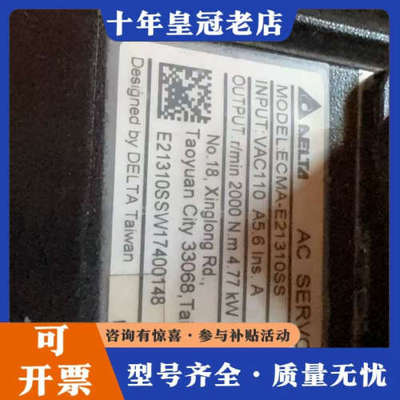 十年皇冠老店
DELTA
AC SERVO
MODEL:ECMA-E21310SS
INPUT:VAC110 A5.6 Ins. A
OUTPUT r/min 2000 N.m 4.77 kW
No.18, Xinglong Rd.,
Taoyuan City 33068,Tai
E21310SSW17400148
Designed by DELTA Taiwan
可
开票
咨询有惊喜·参与补贴活动
型号齐全·质量无忧